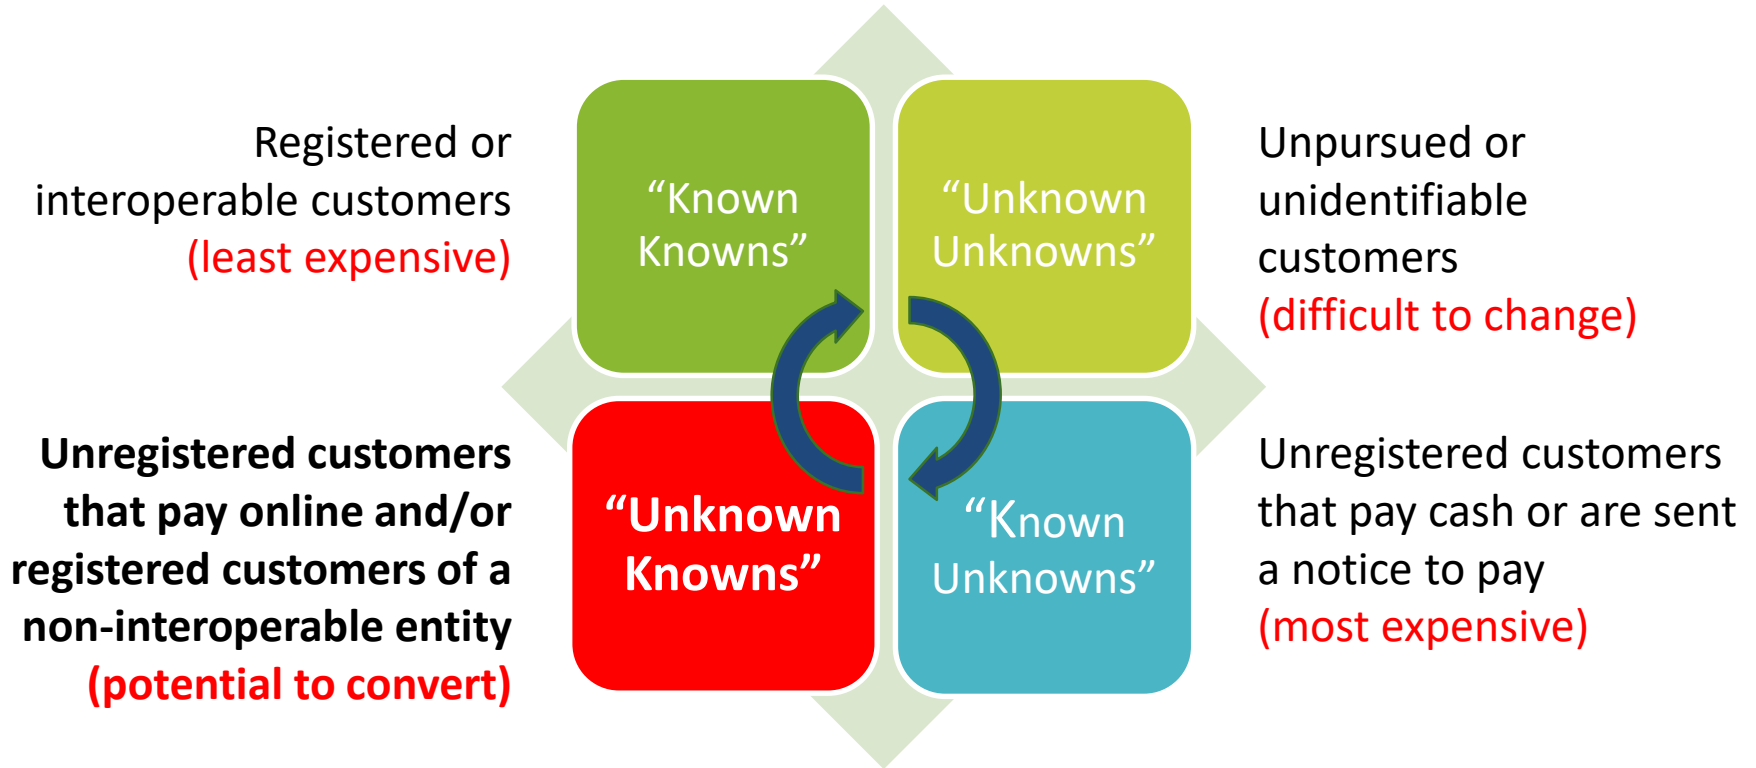 Registered or
interoperable customers
(least expensive)
“Known
Knowns”
“Unknown
Unknowns”
Unpursued or
unidentifiable
customers
(difficult to change)
Unregistered customers
that pay online and/or
registered customers of a
non-interoperable entity
(potential to convert)
“Unknown
Knowns”
“Known
Unknowns”
Unregistered customers
that pay cash or are sent
a notice to pay
(most expensive)